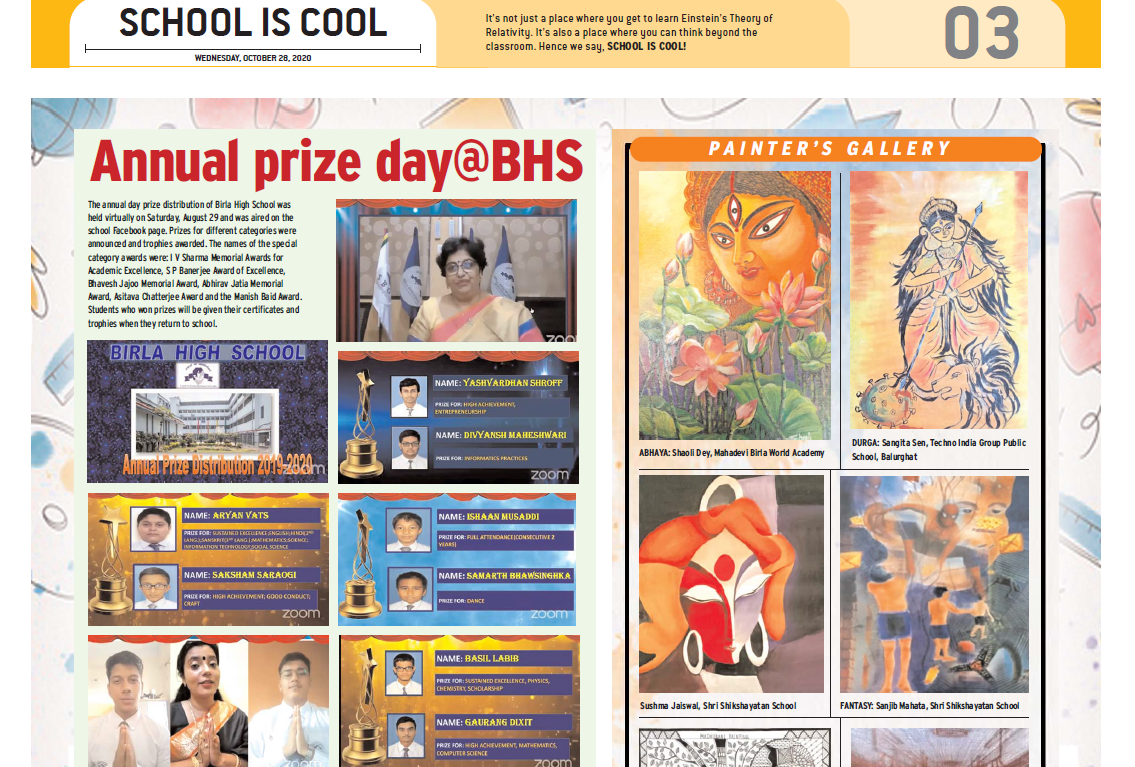 SCHOOL IS COOL
WEDNESDAY, OCTOBER 28, 2020
It's not just a place where you get to learn Einstein's Theory of
Relativity. It's also a place where you can think beyond the
classroom. Hence we say, SCHOOL IS COOL!
03
Annual prize day@BHS
The annual day prize distribution of Birla High School was
held virtually on Saturday, August 29 and was aired on the
school Facebook page. Prizes for different categories were
announced and trophies awarded. The names of the special
category awards were: I V Sharma Memorial Awards for
Academic Excellence, S P Banerjee Award of Excellence,
Bhavesh Jajoo Memorial Award, Abhirav Jatia Memorial
Award, Asitava Chatterjee Award and the Manish Baid Award.
Students who won prizes will be given their certificates and
trophies when they return to school.
zoo
BIRLA HIGH SCHOOL
Annual Prize Distribution 2019-2020
zoom
NAME: YASHVARDHAN SHROFF
PRIZE FOR: HIGH ACHIEVEMENT,
ENTREPRENEURSHIP
NAME: DIVYANSH MAHESHWARI
PRIZE FOR: INFORMATICS PRACTICES
zoom
NAME: ARYAN VATS
PRIZE FOR: SUSTAINED EXCELLENCE,ENGLISH,HINDI(2ND
LANG),SANSKRIT(3RD LANG) ,MATHEMATICS,SCIENCE,
INFORMATION TECHNOLOGY,SOCIAL SCIENCE
NAME: SAKSHAM SARAOGI
PRIZE FOR: HIGH ACHIEVEMENT; GOOD CONDUCT;
CRAFT
zoom
NAME: ISHAAN MUSADDI
PRIZE FOR: FULL ATTENDANCE(CONSECUTIVE 2
YEARS)
NAME: SAMARTH BHAWSINGHKA
PRIZE FOR: DANCE
zoom
NAME: BASIL LABIB
PRIZE FOR: SUSTAINED EXCELLENCE, PHYSICS,
CHEMISTRY, SCHOLARSHIP
NAME: GAURANG DIXIT
PRIZE FOR: HIGH ACHIEVEMENT, MATHEMATICS,
COMPUTER SCIENCE
zoom
PAINTER'S GALLERY
ABHAYA: Shaoli Dey, Mahadevi Birla World Academy
DURGA: Sangita Sen, Techno India Group Public
School, Balurghat
Sushma Jaiswal, Shri Shikshayatan School
FANTASY: Sanjib Mahata, Shri Shikshayatan School
MADHUBANI PAINTING